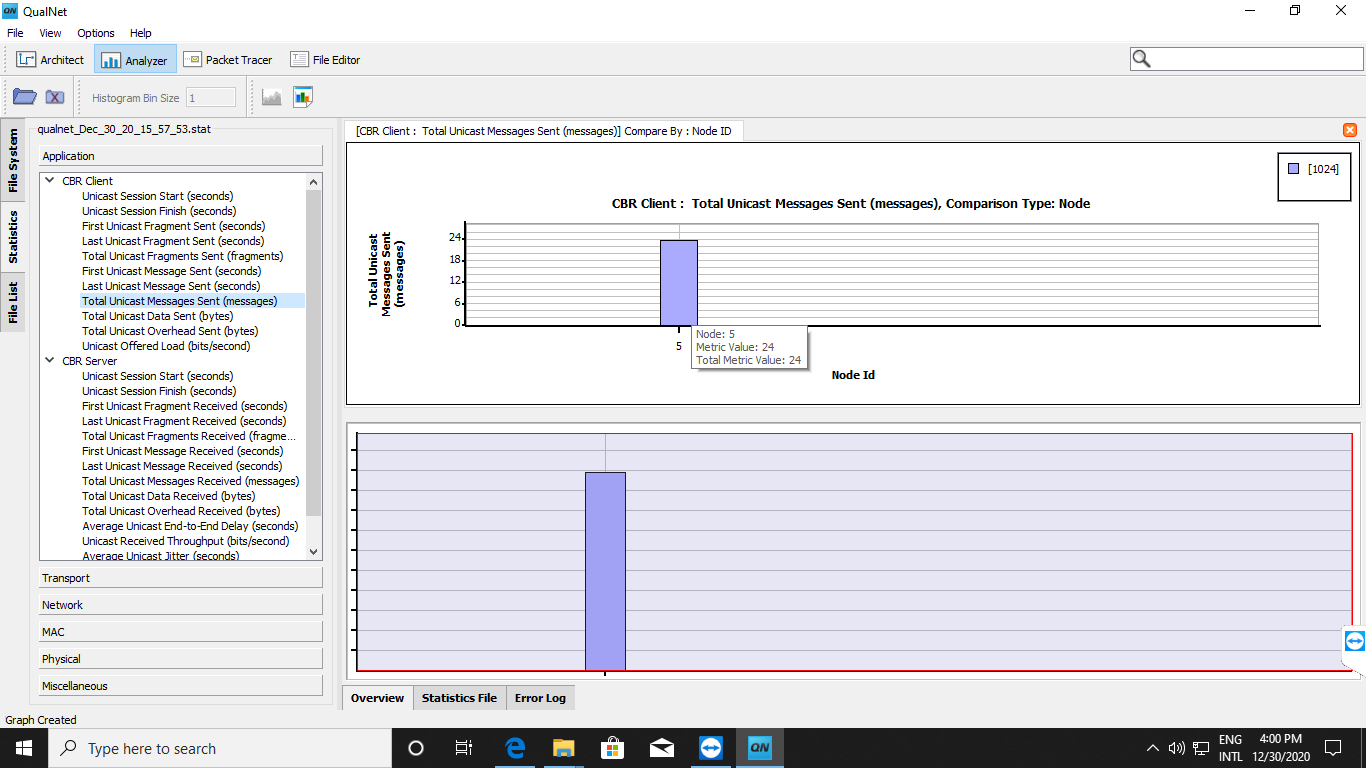 QN QualNet
File View Options Help
Architect Analyzer Packet Tracer File Editor
Histogram Bin Size 1
File System
Statistics
File List
qualnet_Dec_30_20_15_57_53.stat
Application
CBR Client
Unicast Session Start (seconds)
Unicast Session Finish (seconds)
First Unicast Fragment Sent (seconds)
Last Unicast Fragment Sent (seconds)
Total Unicast Fragments Sent (fragments)
First Unicast Message Sent (seconds)
Last Unicast Message Sent (seconds)
Total Unicast Messages Sent (messages)
Total Unicast Data Sent (bytes)
Total Unicast Overhead Sent (bytes)
Unicast Offered Load (bits/second)
CBR Server
Unicast Session Start (seconds)
Unicast Session Finish (seconds)
First Unicast Fragment Received (seconds)
Last Unicast Fragment Received (seconds)
Total Unicast Fragments Received (fragme...
First Unicast Message Received (seconds)
Last Unicast Message Received (seconds)
Total Unicast Messages Received (messages)
Total Unicast Data Received (bytes)
Total Unicast Overhead Received (bytes)
Average Unicast End-to-End Delay (seconds)
Unicast Received Throughput (bits/second)
Average Unicast Jitter (seconds)
Transport
Network
MAC
Physical
Miscellaneous
[CBR Client : Total Unicast Messages Sent (messages)] Compare By : Node ID
[1024]
CBR Client : Total Unicast Messages Sent (messages), Comparison Type: Node
Total Unicast
Messages Sent
(messages)
24
18
12
6
0
5
Node: 5
Metric Value: 24
Total Metric Value: 24
Node Id
Overview Statistics File Error Log
Graph Created
Type here to search
QN
ENG
INTL
4:00 PM
12/30/2020